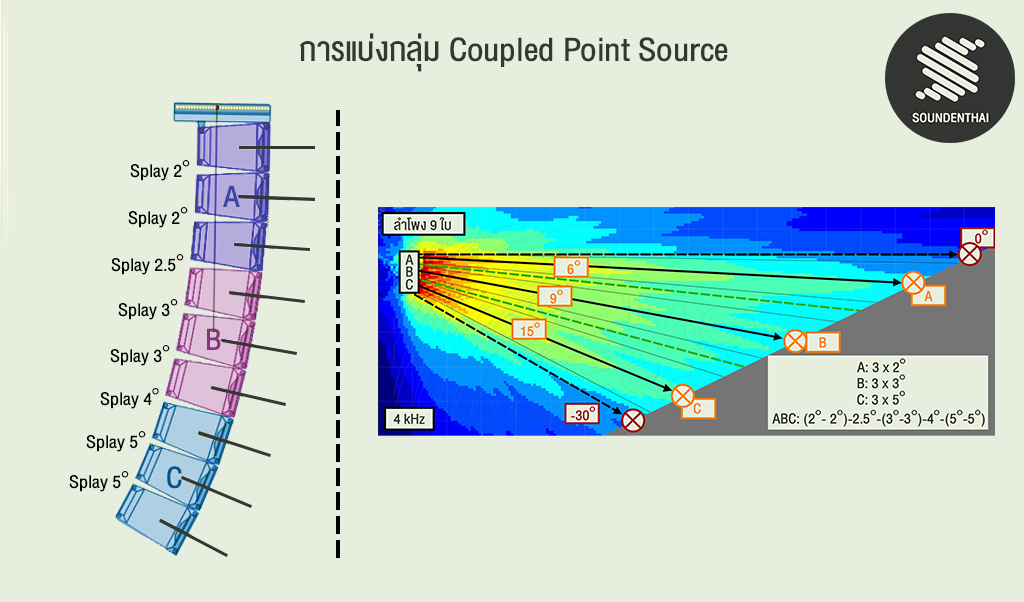 การแบ่งกลุ่ม Coupled Point Source
SOUNDENTHAI
Splay 2°
Splay 2°
Splay 2.5°
Splay 3°
Splay 3°
Splay 4°
Splay 5°
Splay 5°
A
B
C
ลำโพง 9 ใบ
A
B
C
0°
6°
9°
15°
-30°
A
B
C
4 kHz
A: 3 x 2°
B: 3 x 3°
C: 3 x 5°
ABC: (2°- 2°)-2.5°-(3°-3°)-4°-(5°-5°)